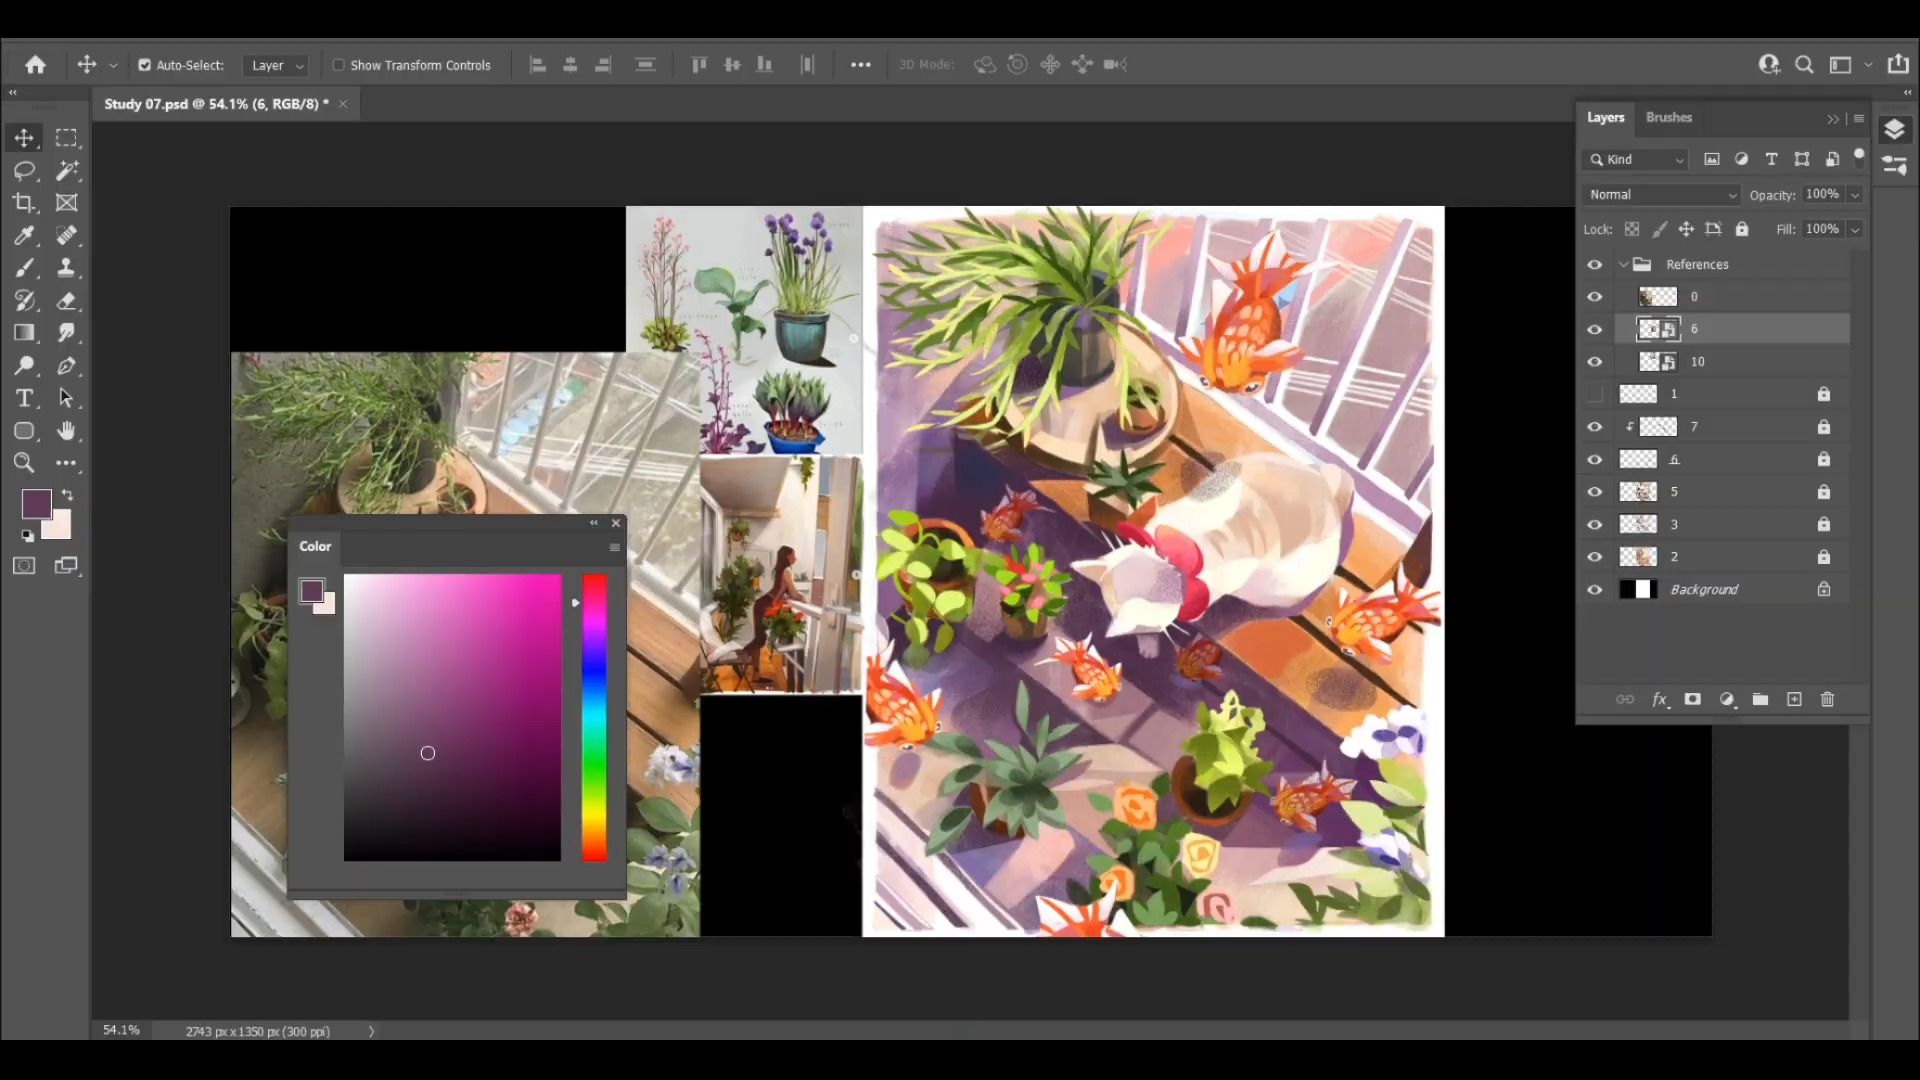 Auto-Select: Layer Show Transform Controls 3D Mode:
Study 07.psd @ 54.1% (6, RGB/8) * ×
Layers Brushes
Kind
Normal Opacity: 100%
Lock: Fill: 100%
References
0
6
10
1
7
6
5
3
2
Background
Color
54.1% 2743 px x 1350 px (300 ppi)